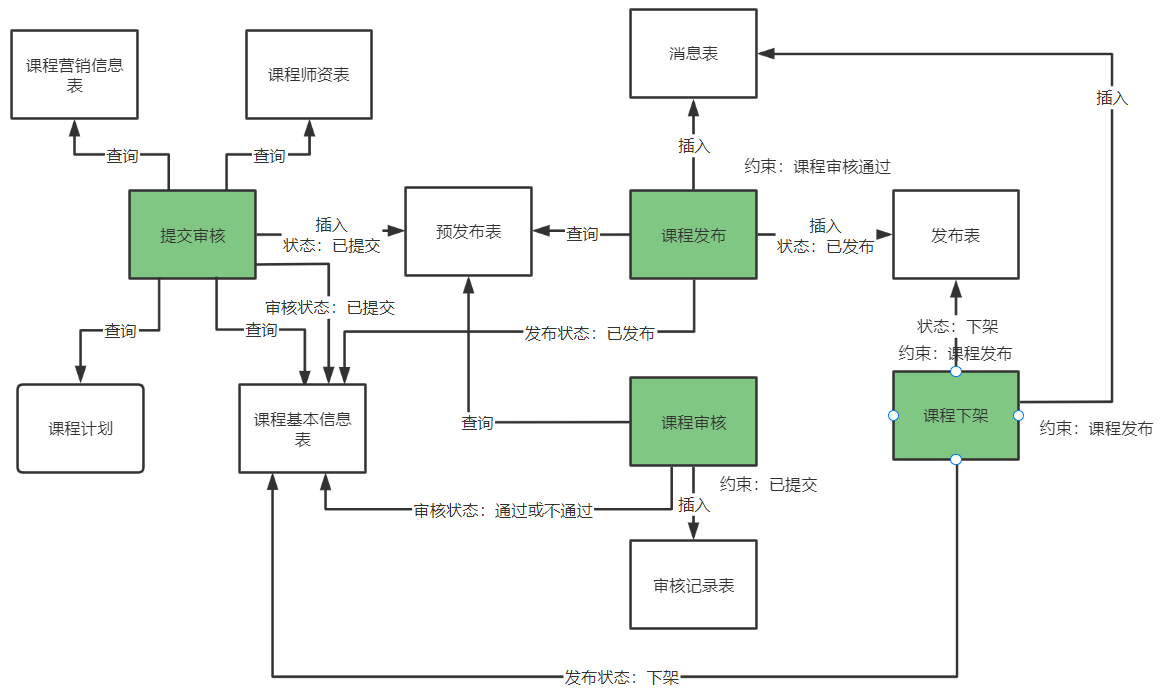 消息表
课程营销信息
表
课程师资表
插入
查询
查询
插入
约束：课程审核通过
提交审核
插入
状态：已提交
预发布表
查询
课程发布
插入
状态：已发布
发布表
审核状态：已提交
查询
查询
发布状态：已发布
状态：下架
约束：课程发布
课程计划
课程基本信息
表
查询
课程审核
课程下架
约束：课程发布
约束：已提交
审核状态：通过或不通过
插入
审核记录表
发布状态：下架